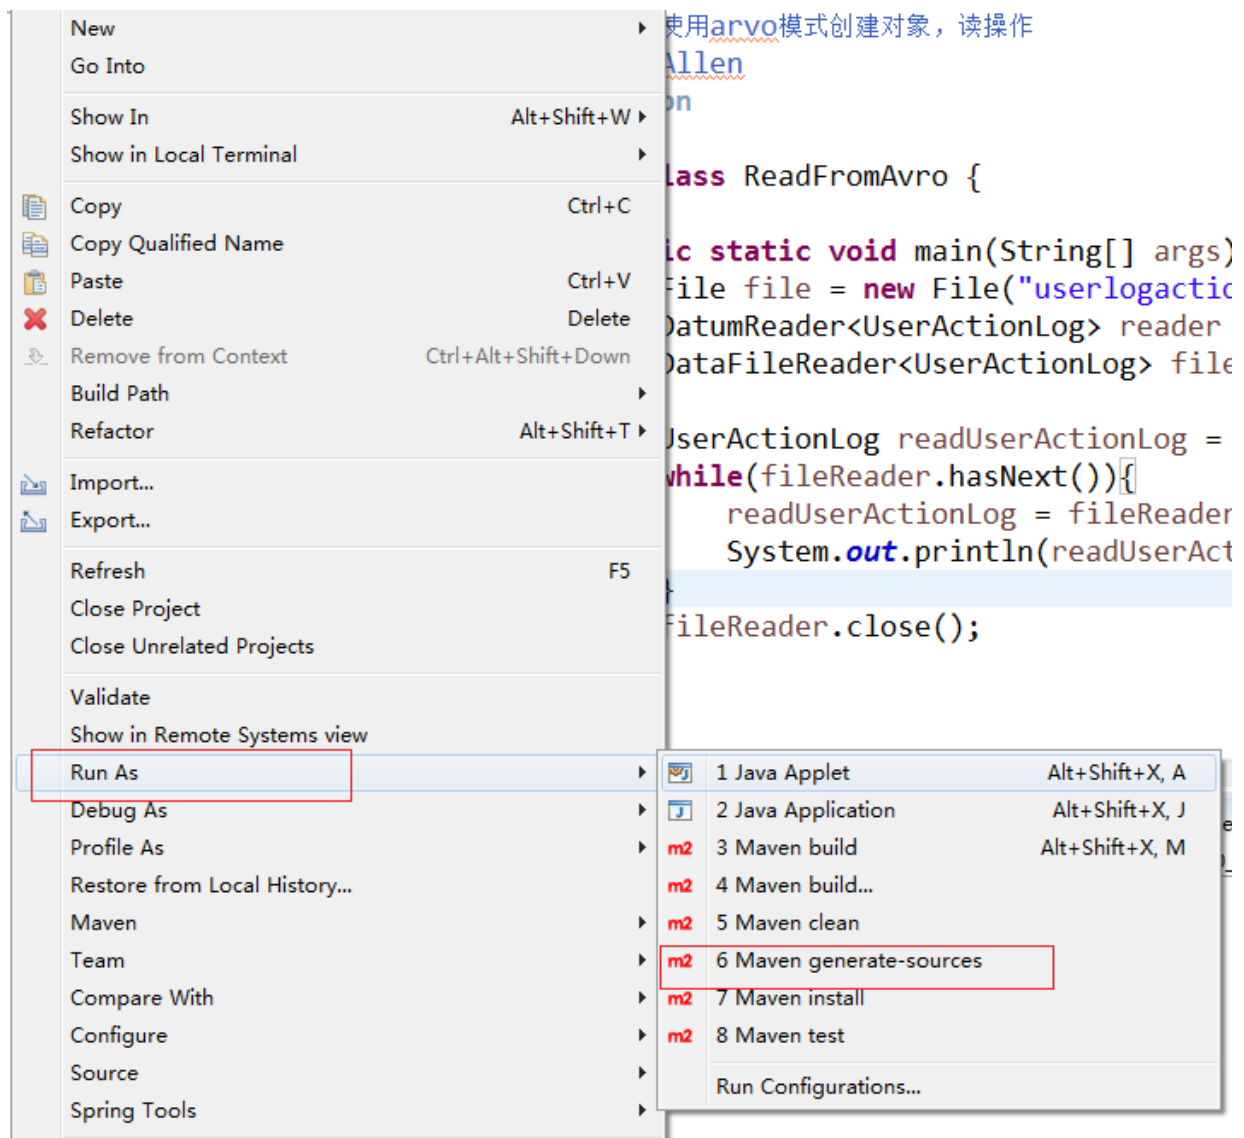 New
Go Into
Show In Alt+Shift+W
Show in Local Terminal
Copy Ctrl+C
Copy Qualified Name
Paste Ctrl+V
Delete Delete
Remove from Context Ctrl+Alt+Shift+Down
Build Path
Refactor Alt+Shift+T
Import...
Export...
Refresh F5
Close Project
Close Unrelated Projects
Validate
Show in Remote Systems view
Run As
Debug As
Profile As
Restore from Local History...
Maven
Team
Compare With
Configure
Source
Spring Tools
使用arvo模式创建对象，读操作
Allen
on
lass ReadFromAvro {
ic static void main(String[] args)
File file = new File("userlogactio
DatumReader<UserActionLog> reader
DataFileReader<UserActionLog> file
UserActionLog readUserActionLog =
while(fileReader.hasNext()){
readUserActionLog = fileReader
System.out.println(readUserAct
}
fileReader.close();
1 Java Applet Alt+Shift+X, A
2 Java Application Alt+Shift+X, J
m2 3 Maven build Alt+Shift+X, M
m2 4 Maven build...
m2 5 Maven clean
m2 6 Maven generate-sources
m2 7 Maven install
m2 8 Maven test
Run Configurations...